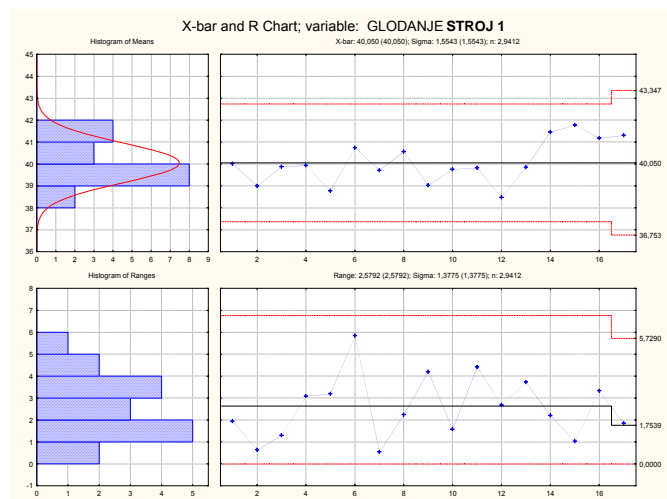 X-bar and R Chart; variable: GLODANJE STROJ 1
Histogram of Means
X-bar: 40,050 (40,050); Sigma: 1,5543 (1,5543); n: 2,9412
45
44
43
42
41
40
39
38
37
36
0 1 2 3 4 5 6 7 8 9
43,347
40,050
36,753
2 4 6 8 10 12 14 16
Histogram of Ranges
Range: 2,5792 (2,5792); Sigma: 1,3775 (1,3775); n: 2,9412
8
7
6
5
4
3
2
1
0
-1
0 1 2 3 4 5
5,7290
1,7539
0,0000
2 4 6 8 10 12 14 16